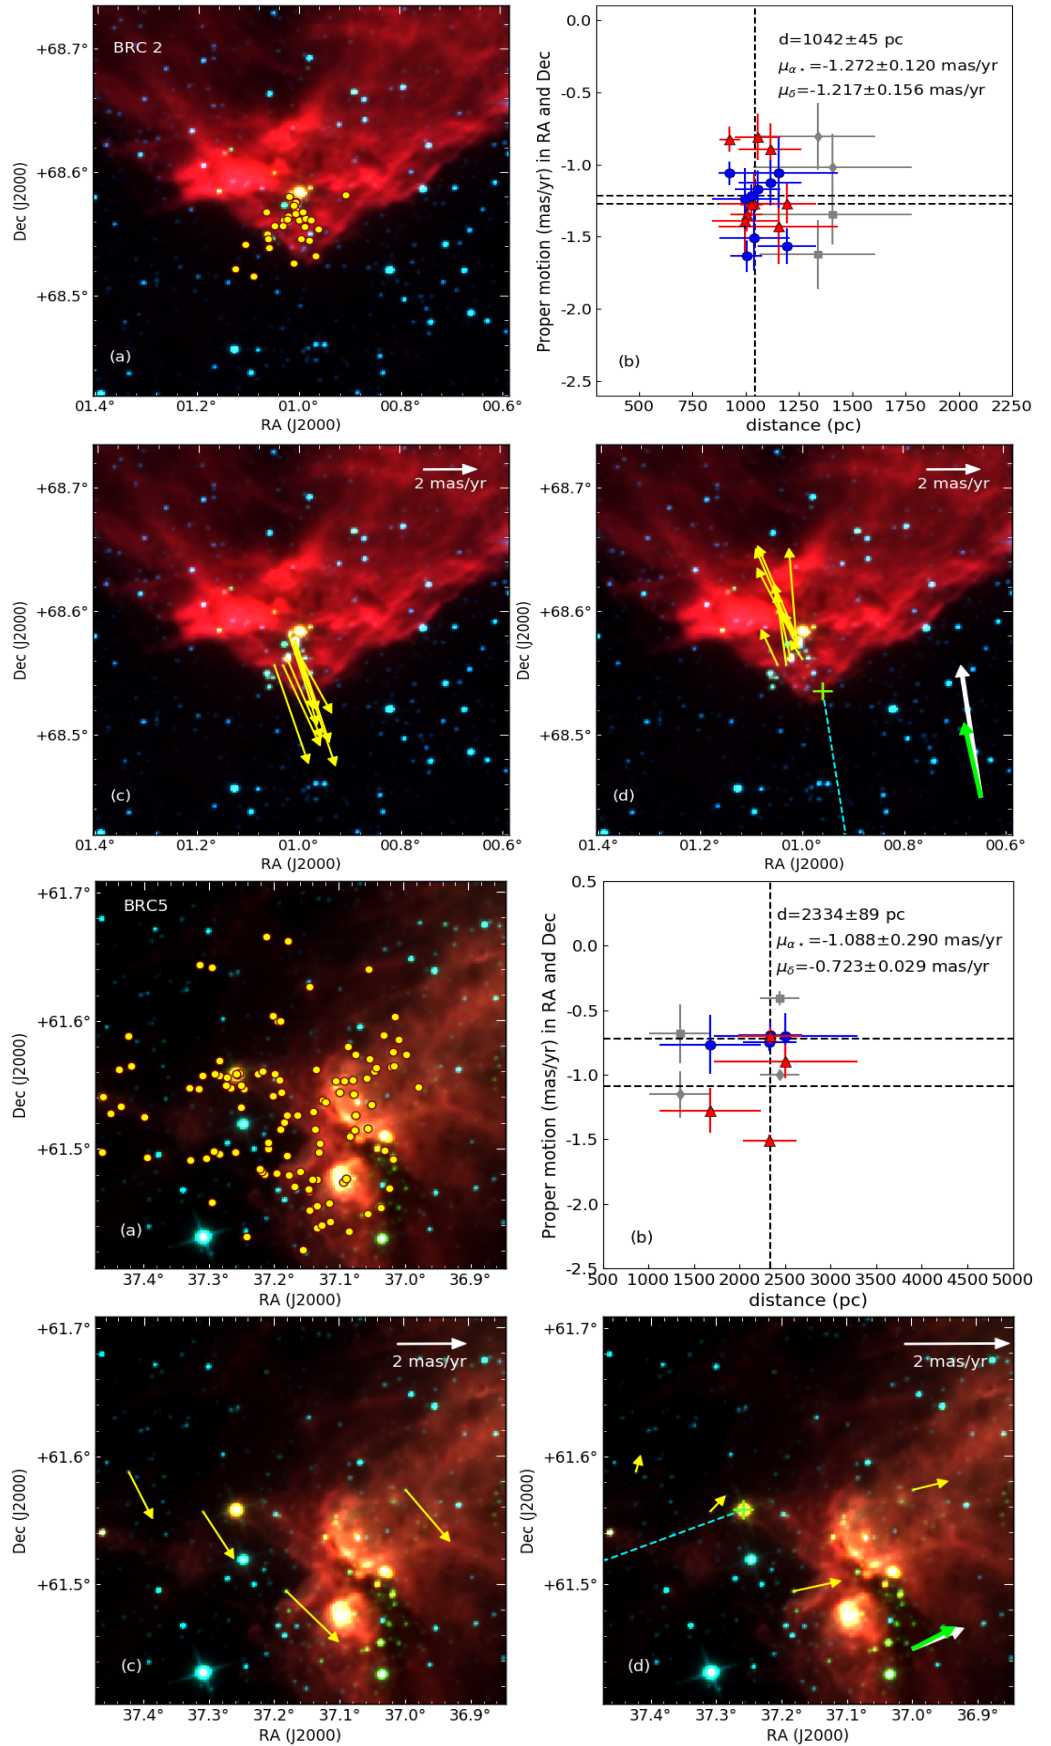 BRC 2
+68.7°
+68.6°
+68.5°
Dec (J2000)
(a)
01.4° 01.2° 01.0° 00.8° 00.6°
RA (J2000)
0.0
-0.5
-1.0
-1.5
-2.0
-2.5
Proper motion (mas/yr) in RA and Dec
d=1042±45 pc
μα⋆=-1.272±0.120 mas/yr
μδ=-1.217±0.156 mas/yr
(b)
500 750 1000 1250 1500 1750 2000 2250
distance (pc)
2 mas/yr
+68.7°
+68.6°
+68.5°
Dec (J2000)
(c)
01.4° 01.2° 01.0° 00.8° 00.6°
RA (J2000)
2 mas/yr
+68.7°
+68.6°
+68.5°
Dec (J2000)
(d)
01.4° 01.2° 01.0° 00.8° 00.6°
RA (J2000)
BRC5
+61.7°
+61.6°
+61.5°
Dec (J2000)
(a)
37.4° 37.3° 37.2° 37.1° 37.0° 36.9°
RA (J2000)
0.5
0.0
-0.5
-1.0
-1.5
-2.0
-2.5
Proper motion (mas/yr) in RA and Dec
d=2334±89 pc
μα⋆=-1.088±0.290 mas/yr
μδ=-0.723±0.029 mas/yr
(b)
500 1000 1500 2000 2500 3000 3500 4000 4500 5000
distance (pc)
2 mas/yr
+61.7°
+61.6°
+61.5°
Dec (J2000)
(c)
37.4° 37.3° 37.2° 37.1° 37.0° 36.9°
RA (J2000)
2 mas/yr
+61.7°
+61.6°
+61.5°
Dec (J2000)
(d)
37.4° 37.3° 37.2° 37.1° 37.0° 36.9°
RA (J2000)